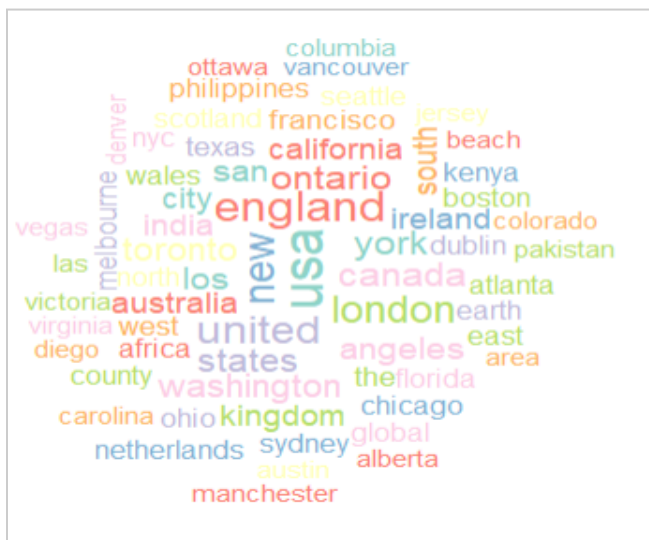 columbia
ottawa vancouver
philippines seattle
scotland francisco jersey
denver nyc texas california south beach
wales san ontario kenya
melbourne city england boston
vegas india new usa ireland colorado
toronto york dublin pakistan
las north los canada atlanta
victoria australia london earth
virginia west united east
diego africa states angeles area
county washington the florida
carolina ohio kingdom chicago
netherlands sydney global
austin alberta
manchester